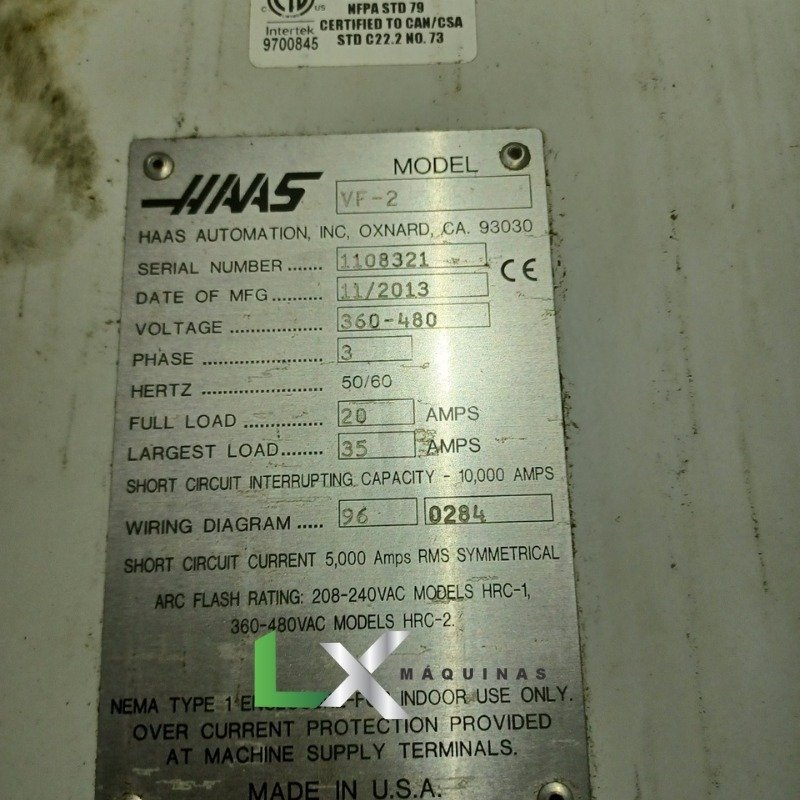 C US
NFPA STD 79
Intertek CERTIFIED TO CAN/CSA
9700845 STD C22.2 NO. 73
HAAS
MODEL VF-2
HAAS AUTOMATION, INC, OXNARD, CA. 93030
SERIAL NUMBER ....... 1108321 CE
DATE OF MFG.......... 11/2013
VOLTAGE .................. 360-480
PHASE ....................... 3
HERTZ ....................... 50/60
FULL LOAD ............... 20 AMPS
LARGEST LOAD........ 35 AMPS
SHORT CIRCUIT INTERRUPTING CAPACITY - 10,000 AMPS
WIRING DIAGRAM ..... 96 0284
SHORT CIRCUIT CURRENT 5,000 Amps RMS SYMMETRICAL
ARC FLASH RATING: 208-240VAC MODELS HRC-1,
360-480VAC MODELS HRC-2.
LX MÁQUINAS
NEMA TYPE 1 INDOOR USE ONLY.
OVER CURRENT PROTECTION PROVIDED
AT MACHINE SUPPLY TERMINALS.
MADE IN U.S.A.